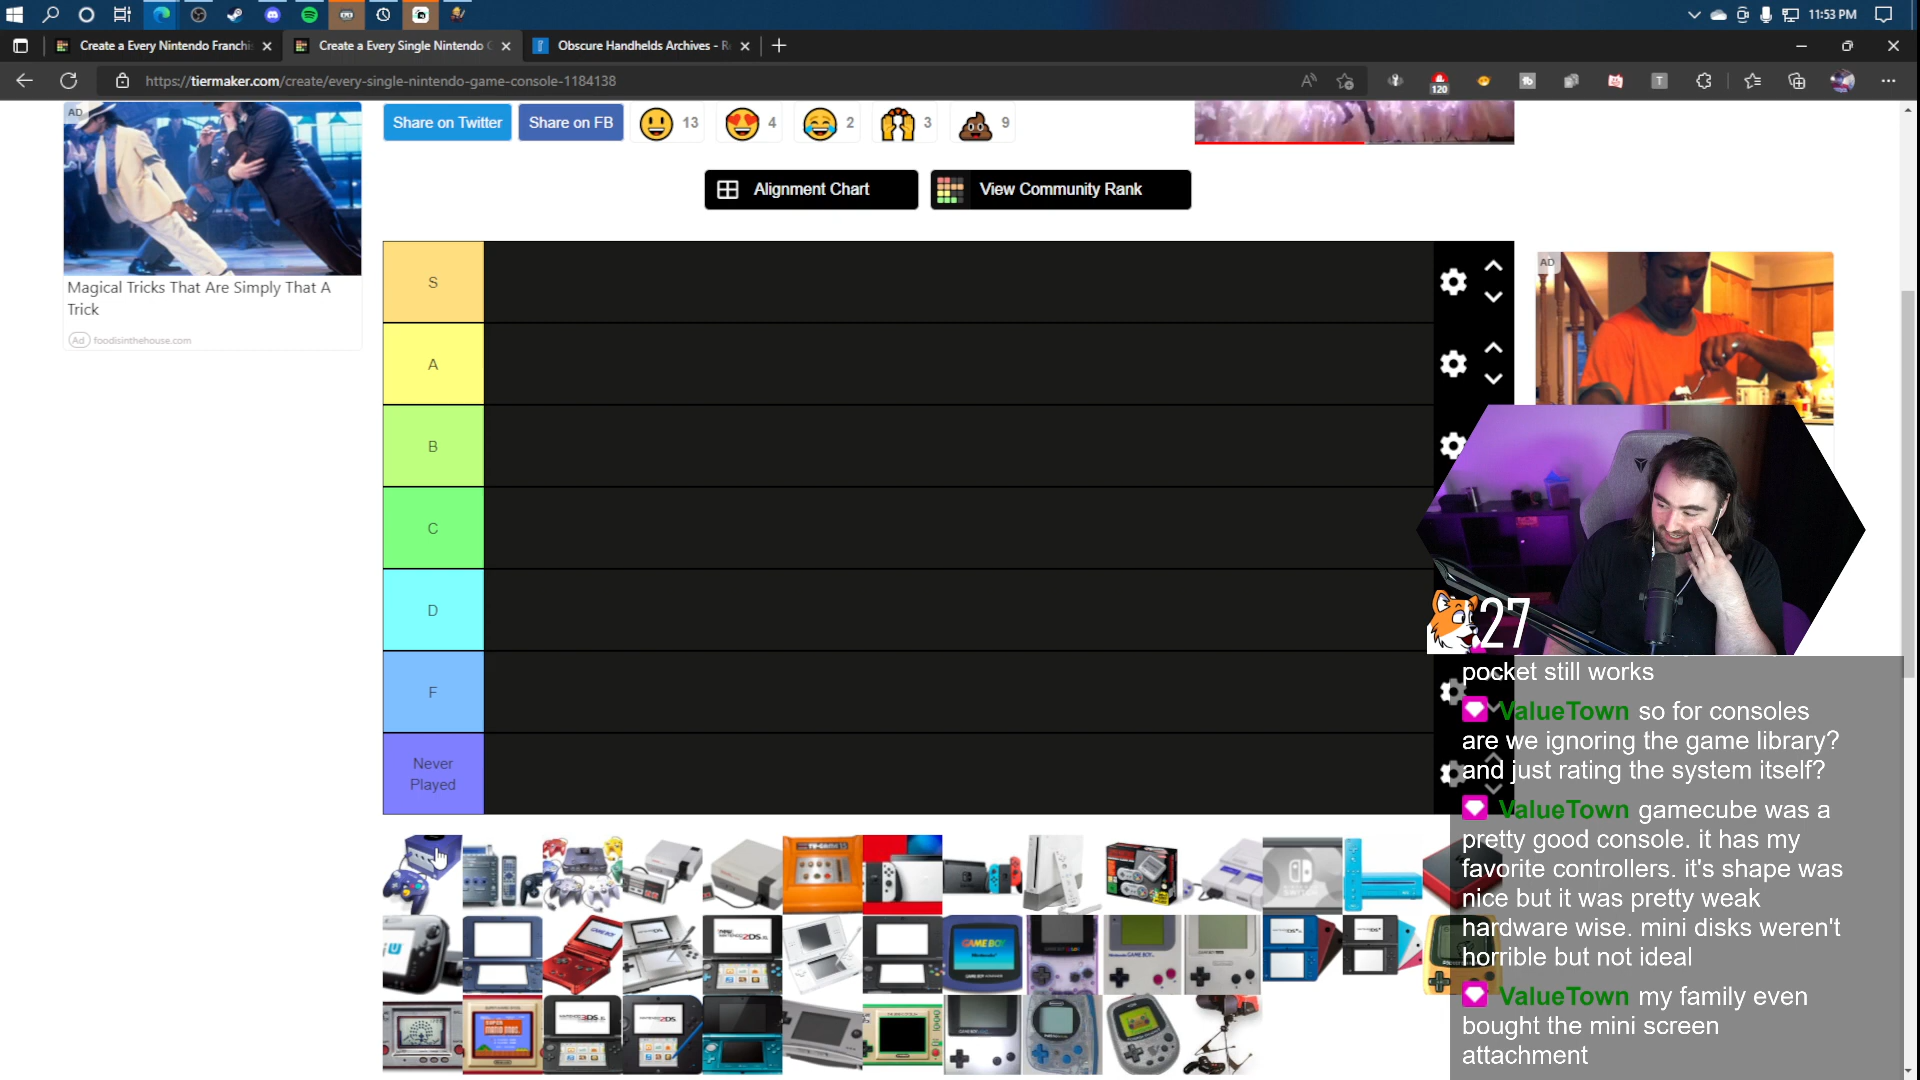 11:53 PM
Create a Every Nintendo Franchi
Create a Every Single Nintendo
Obscure Handhelds Archives - R
https://tiermaker.com/create/every-single-nintendo-game-console-1184138
120
AD
Share on Twitter
Share on FB
13
4
2
3
9
Alignment Chart
View Community Rank
Magical Tricks That Are Simply That A
Trick
Ad foodisinthehouse.com
AD
S
A
B
C
D
F
Never
Played
27
pocket still works
ValueTown so for consoles
are we ignoring the game library?
and just rating the system itself?
ValueTown gamecube was a
pretty good console. it has my
favorite controllers. it's shape was
nice but it was pretty weak
hardware wise. mini disks weren't
horrible but not ideal
ValueTown my family even
bought the mini screen
attachment
GAME BOY